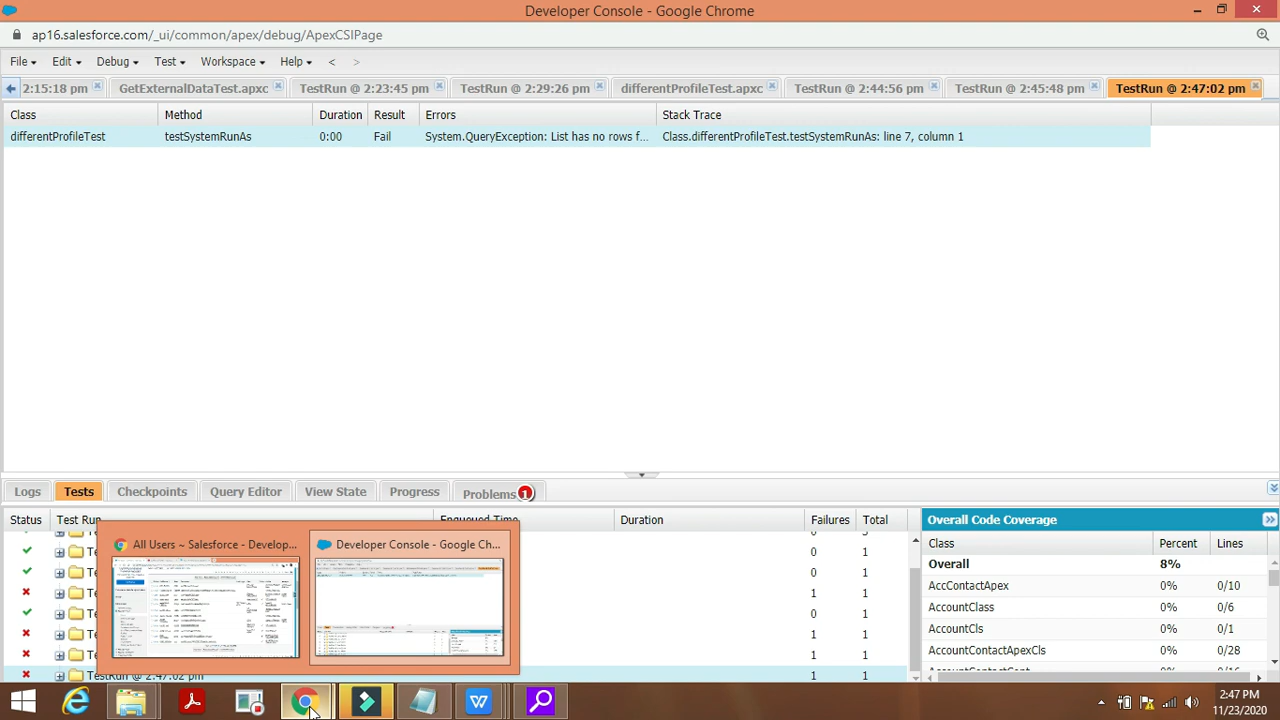 Developer Console - Google Chrome
ap16.salesforce.com/_ui/common/apex/debug/ApexCSIPage
File Edit Debug Test Workspace Help < >
2:15:18 pm GetExternalDataTest.apxc TestRun @ 2:23:45 pm TestRun @ 2:29:26 pm differentProfileTest.apxc TestRun @ 2:44:56 pm TestRun @ 2:45:48 pm TestRun @ 2:47:02 pm
Class Method Duration Result Errors Stack Trace
differentProfileTest testSystemRunAs 0:00 Fail System.QueryException: List has no rows f... Class.differentProfileTest.testSystemRunAs: line 7, column 1
Logs Tests Checkpoints Query Editor View State Progress Problems 1
Status Test Run Enqueued Time Duration Failures Total
0 1
0 1
1 1
0 1
1 1
1 1
TestRun @ 2:47:02 pm 1 1
All Users ~ Salesforce - Develop...
Developer Console - Google Ch...
Overall Code Coverage
Class Percent Lines
Overall 8%
AccContactApex 0% 0/10
AccountClass 0% 0/6
AccountCls 0% 0/1
AccountContactApexCls 0% 0/28
2:47 PM
11/23/2020